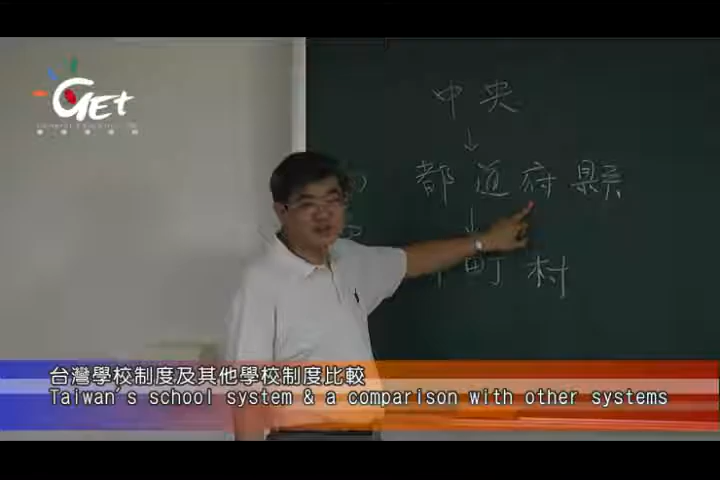 GEt
中央
↓
都道府縣
↓
町村
台灣學校制度及其他學校制度比較
Taiwan's school system & a comparison with other systems